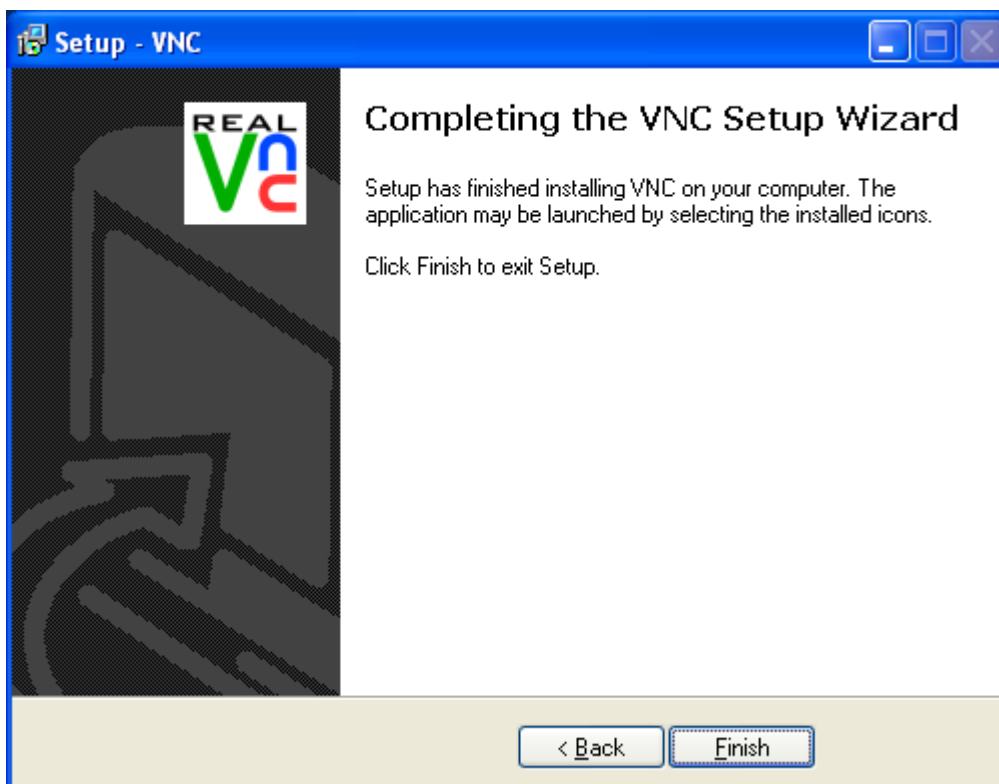 Setup - VNC
REAL
VNC
Completing the VNC Setup Wizard
Setup has finished installing VNC on your computer. The
application may be launched by selecting the installed icons.
Click Finish to exit Setup.
< Back
Finish